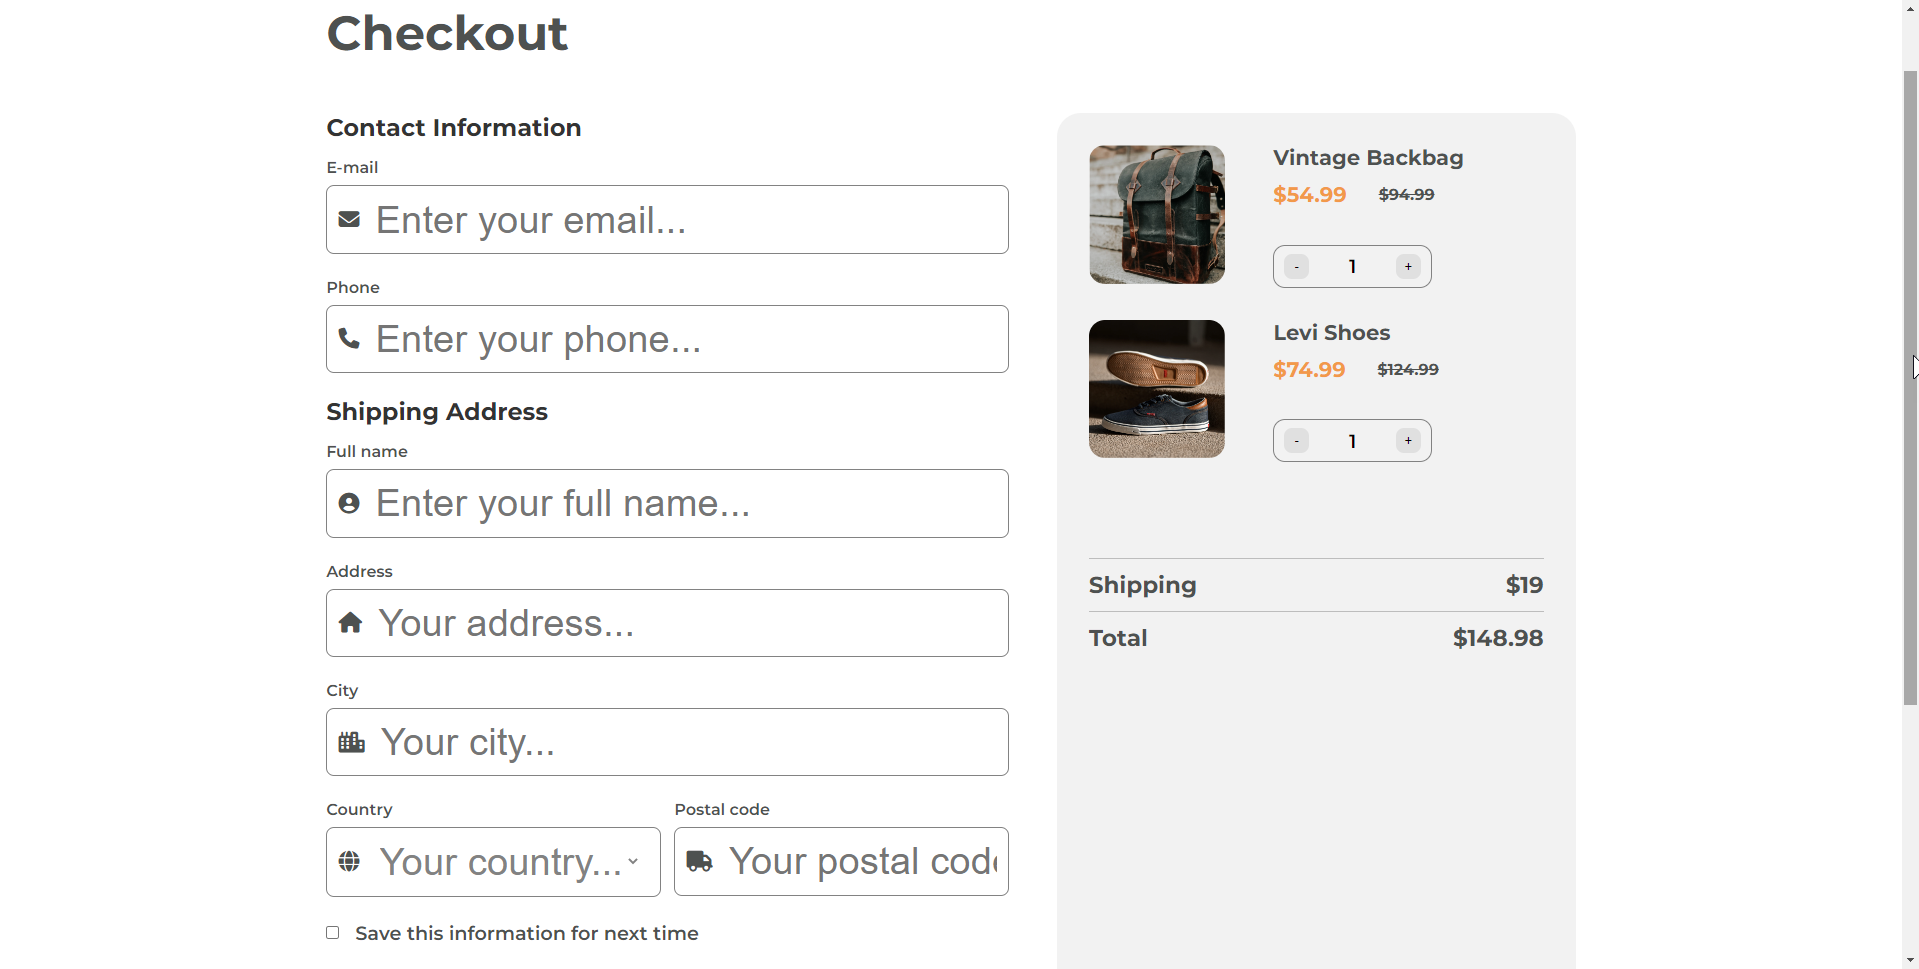 Checkout
Contact Information
E-mail
Enter your email...
Phone
Enter your phone...
Shipping Address
Full name
Enter your full name...
Address
Your address...
City
Your city...
Country
Postal code
Your country...
Your postal cod
Save this information for next time
Vintage Backbag
$54.99 $94.99
- 1 +
Levi Shoes
$74.99 $124.99
- 1 +
Shipping $19
Total $148.98